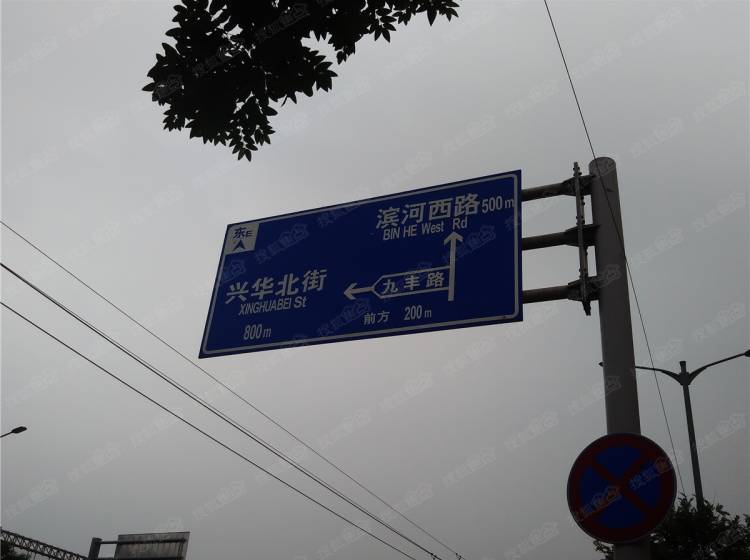 东E
滨河西路 500m
BIN HE West Rd
兴华北街
XINGHUABEI St
800m
九丰路
前方 200m